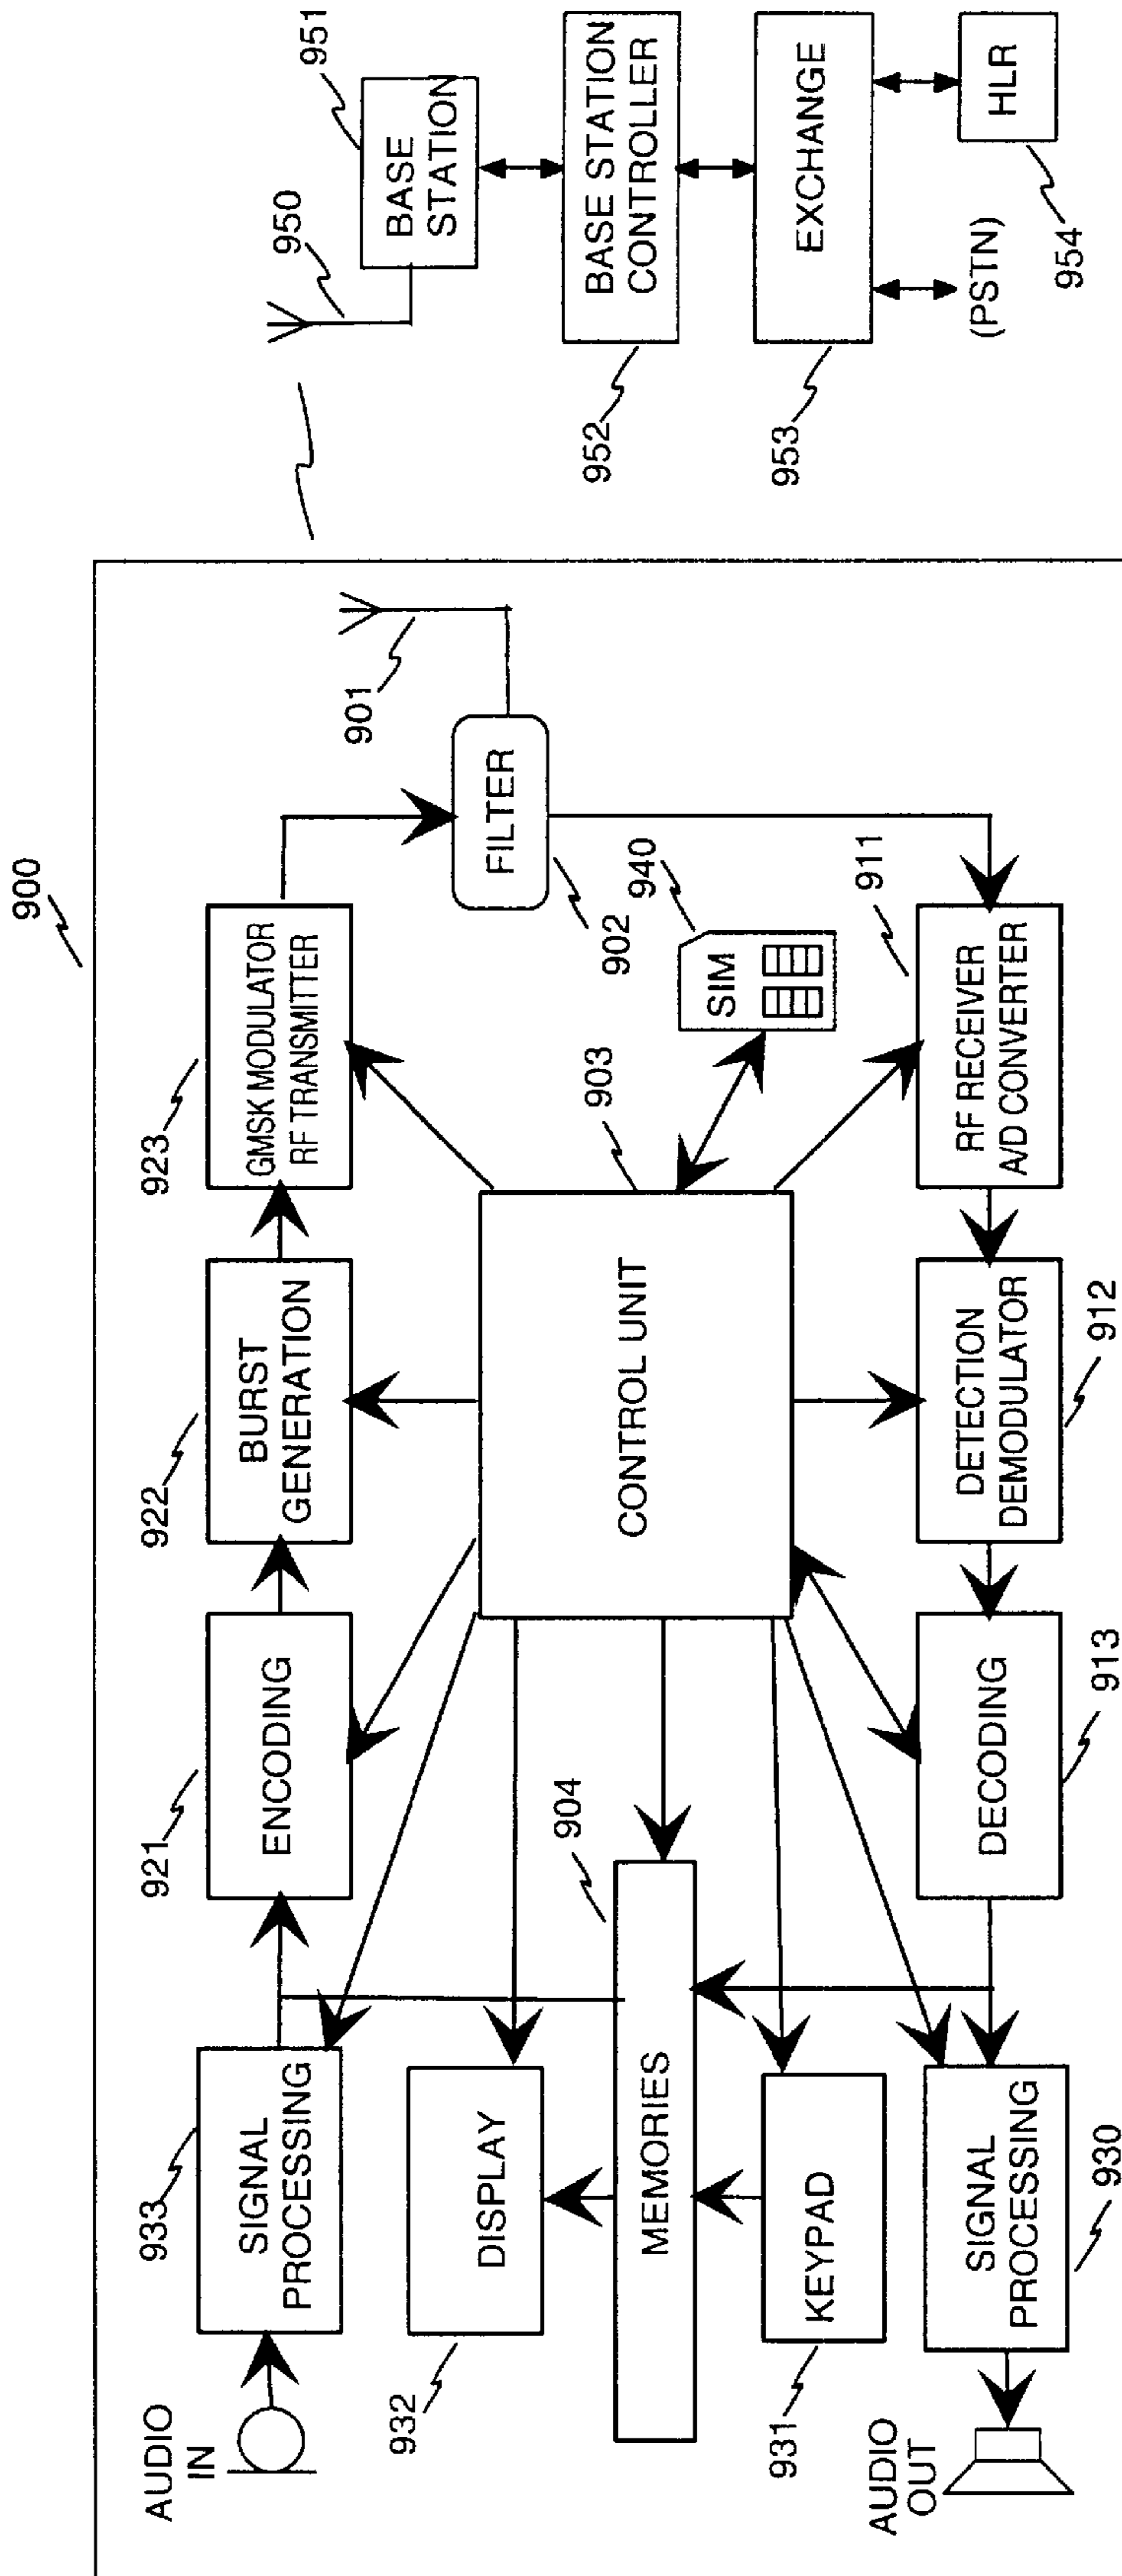 900
AUDIO
IN
933
SIGNAL
PROCESSING
921
ENCODING
922
BURST
GENERATION
923
GMSK MODULATOR
RF TRANSMITTER
901
FILTER
902
932
DISPLAY
904
MEMORIES
903
CONTROL UNIT
940
SIM
931
KEYPAD
AUDIO
OUT
930
SIGNAL
PROCESSING
913
DECODING
912
DETECTION
DEMODULATOR
911
RF RECEIVER
A/D CONVERTER
950
951
BASE
STATION
952
BASE STATION
CONTROLLER
953
EXCHANGE
(PSTN)
954
HLR